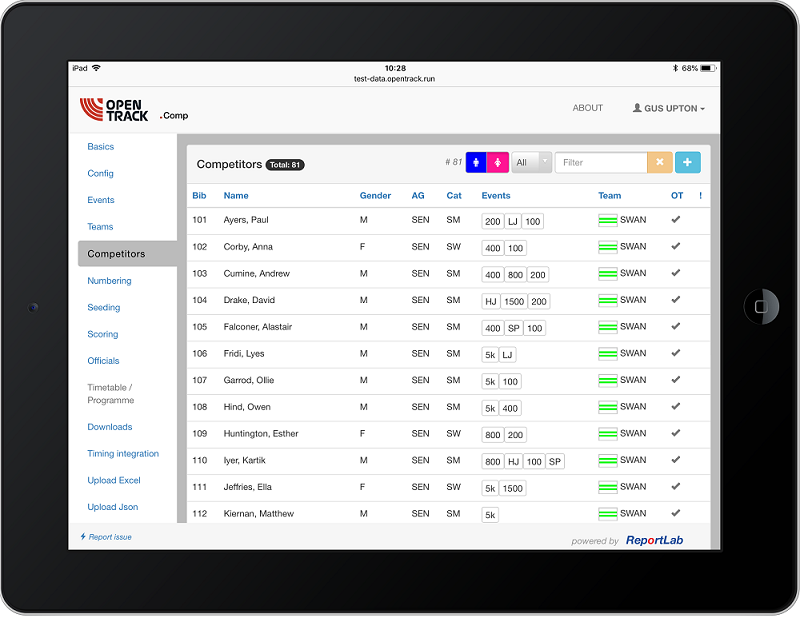 iPad 10:28 68%
test-data.opentrack.run
OPEN
TRACK .Comp ABOUT GUS UPTON
Basics
Config
Events
Teams
Competitors
Numbering
Seeding
Scoring
Officials
Timetable /
Programme
Downloads
Timing integration
Upload Excel
Upload Json
Competitors Total: 81 # 81 All Filter
Bib Name Gender AG Cat Events Team OT !
101 Ayers, Paul M SEN SM 200 LJ 100 SWAN
102 Corby, Anna F SEN SW 400 100 SWAN
103 Cumine, Andrew M SEN SM 400 800 200 SWAN
104 Drake, David M SEN SM HJ 1500 200 SWAN
105 Falconer, Alastair M SEN SM 400 SP 100 SWAN
106 Fridi, Lyes M SEN SM 5k LJ SWAN
107 Garrod, Ollie M SEN SM 5k 100 SWAN
108 Hind, Owen M SEN SM 5k 400 SWAN
109 Huntington, Esther F SEN SW 800 200 SWAN
110 Iyer, Kartik M SEN SM 800 HJ 100 SP SWAN
111 Jeffries, Ella F SEN SW 5k 1500 SWAN
112 Kiernan, Matthew M SEN SM 5k SWAN
Report issue powered by ReportLab